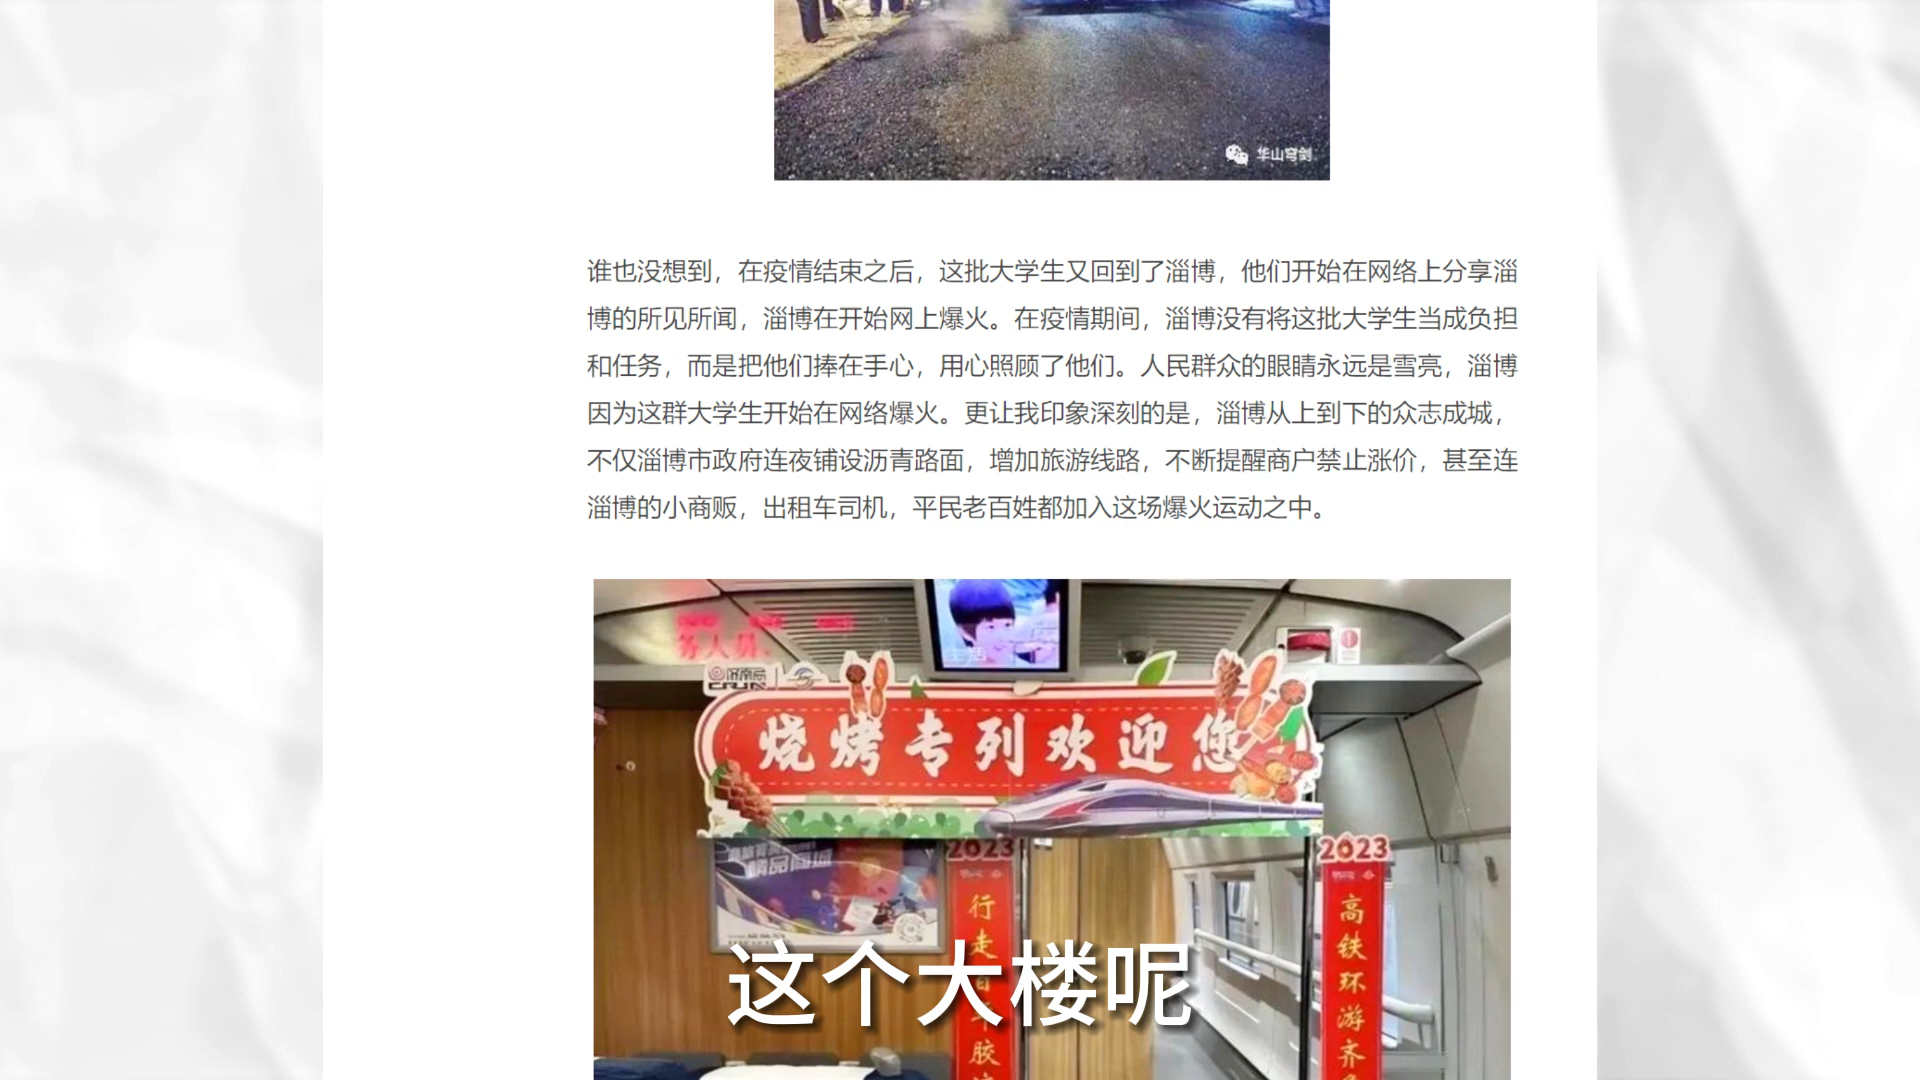 华山穹剑
谁也没想到，在疫情结束之后，这批大学生又回到了淄博，他们开始在网络上分享淄
博的所见所闻，淄博在开始网上爆火。在疫情期间，淄博没有将这批大学生当成负担
和任务，而是把他们捧在手心，用心照顾了他们。人民群众的眼睛永远是雪亮，淄博
因为这群大学生开始在网络爆火。更让我印象深刻的是，淄博从上到下的众志成城，
不仅淄博市政府连夜铺设沥青路面，增加旅游线路，不断提醒商户禁止涨价，甚至连
淄博的小商贩，出租车司机，平民老百姓都加入这场爆火运动之中。
务人员
烧烤专列欢迎您
精品商城
2023
行走
胶
2023
高铁环游齐
这个大楼呢